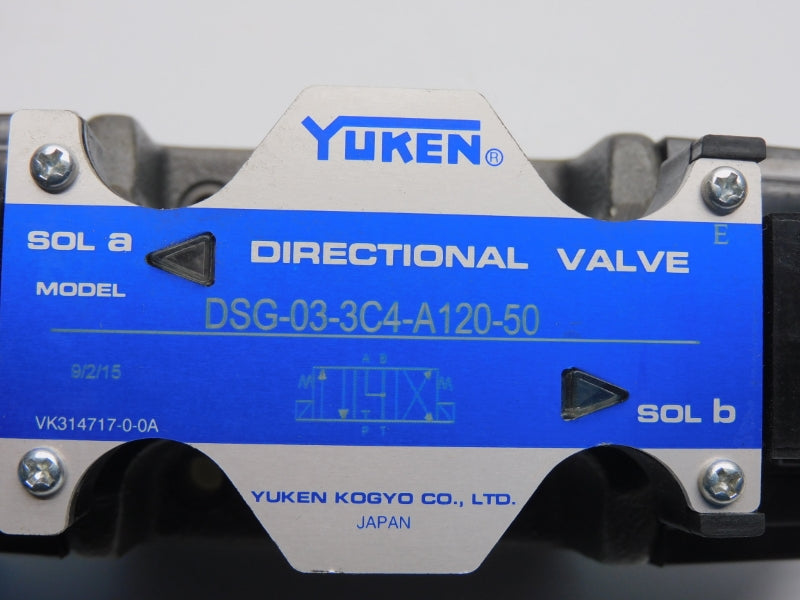 YUKEN®
E
SOL a DIRECTIONAL VALVE
MODEL
DSG-03-3C4-A120-50
9/2/15
A B
T
P T
SOL b
VK314717-0-0A
YUKEN KOGYO CO., LTD.
JAPAN